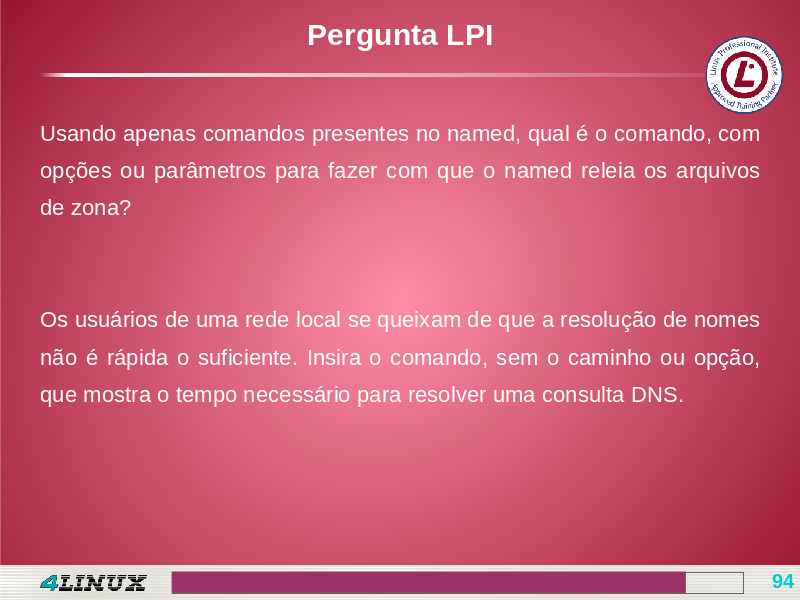 Pergunta LPI
Linux Professional Institute
Approved Training Partner
Usando apenas comandos presentes no named, qual é o comando, com
opções ou parâmetros para fazer com que o named releia os arquivos
de zona?
Os usuários de uma rede local se queixam de que a resolução de nomes
não é rápida o suficiente. Insira o comando, sem o caminho ou opção,
que mostra o tempo necessário para resolver uma consulta DNS.
4LINUX
94